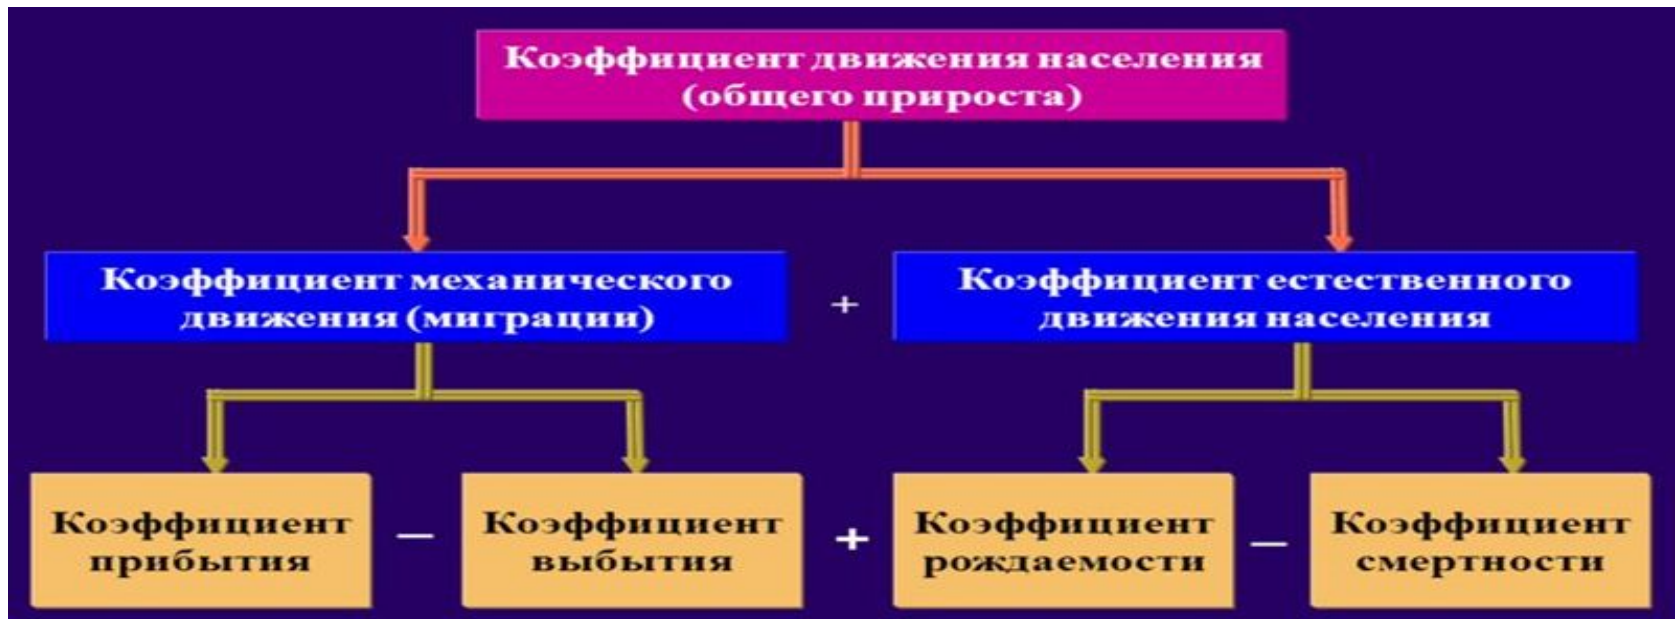 Коэффициент движения населения
(общего прироста)
Коэффициент механического
движения (миграции)
+
Коэффициент естественного
движения населения
Коэффициент
прибытия
–
Коэффициент
выбытия
+
Коэффициент
рождаемости
–
Коэффициент
смертности